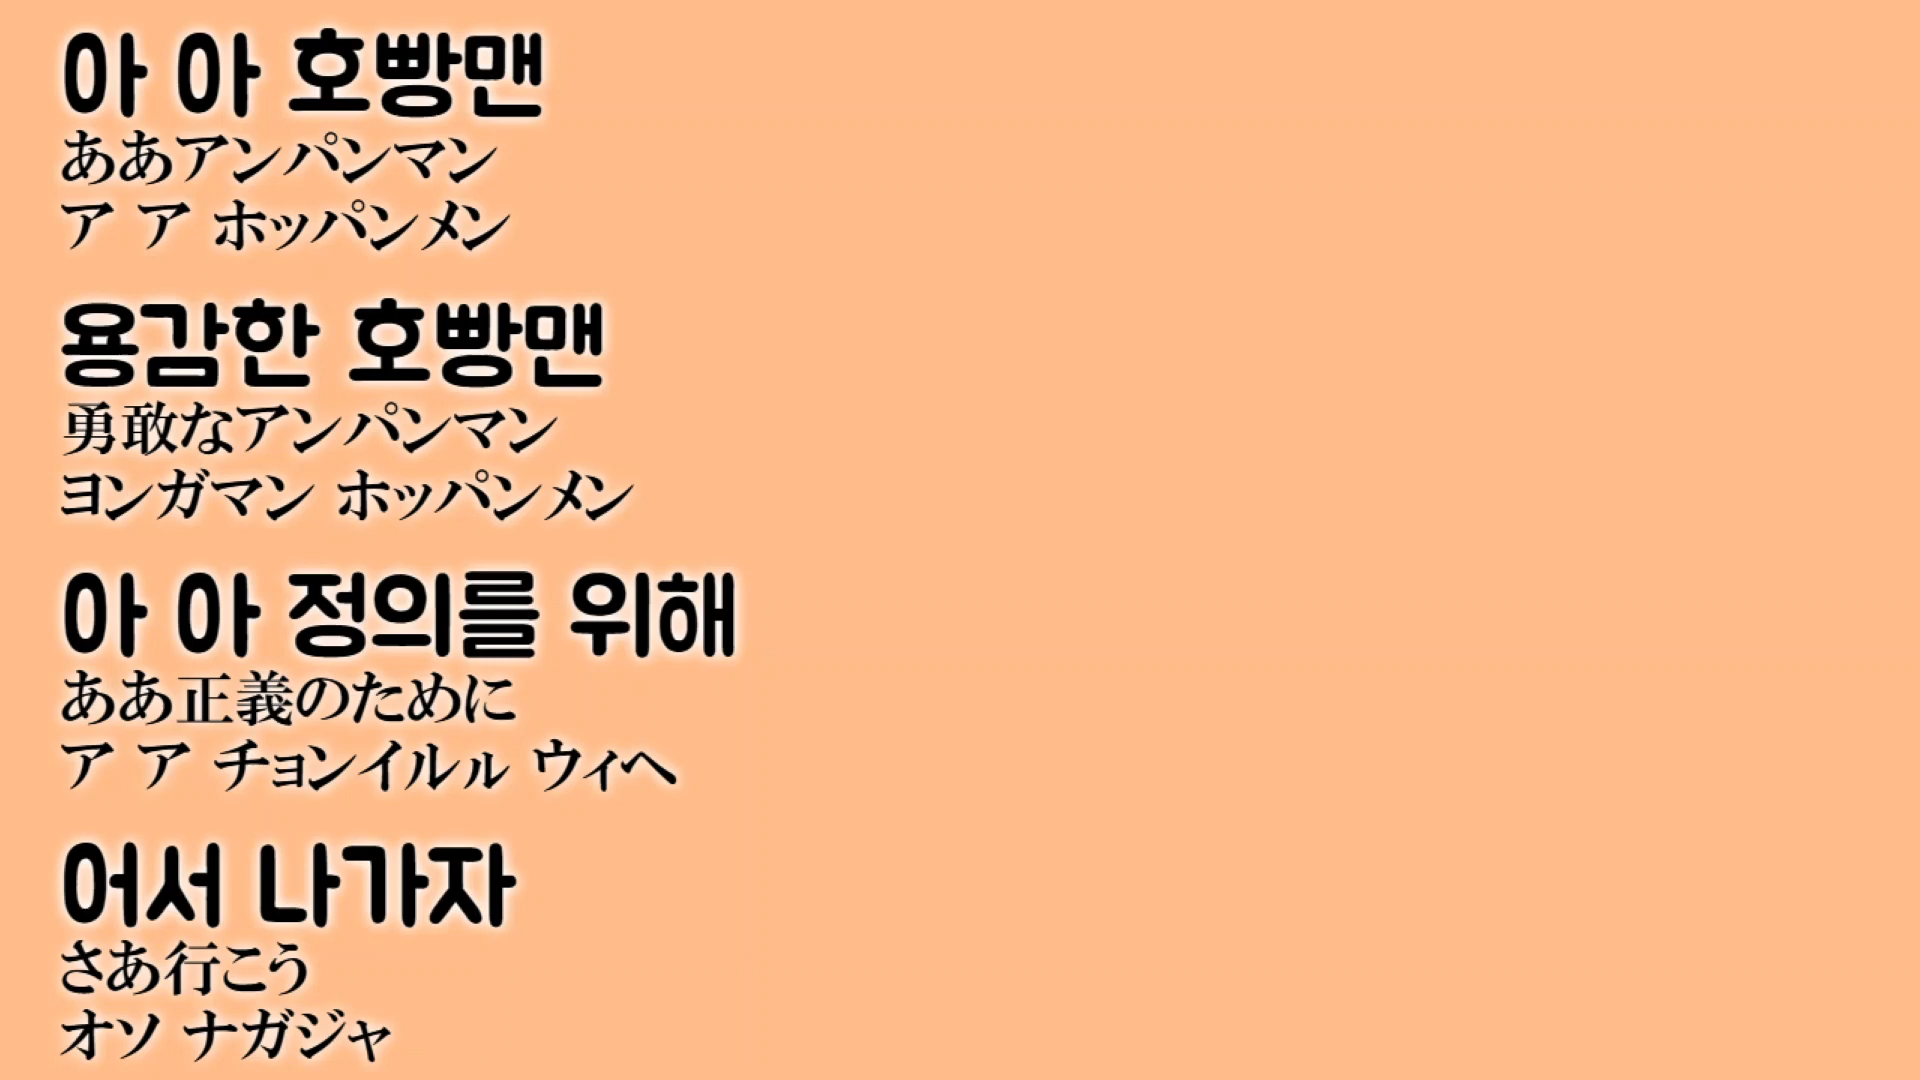 아 아 호빵맨
ああアンパンマン
ア ア ホッパンメン
용감한 호빵맨
勇敢なアンパンマン
ヨンガマン ホッパンメン
아 아 정의를 위해
ああ正義のために
ア ア チョンイルㇽ ウィヘ
어서 나가자
さあ行こう
オソ ナガジャ